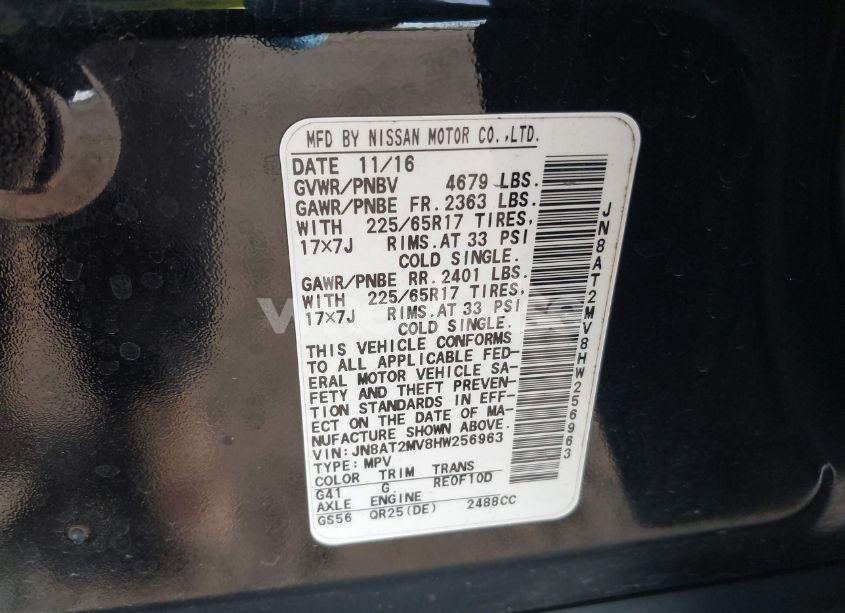 MFD BY NISSAN MOTOR CO.,LTD.
DATE 11/16
GVWR/PNBV 4679 LBS.
GAWR/PNBE FR. 2363 LBS.
WITH 225/65R17 TIRES,
17×7J RIMS.AT 33 PSI
COLD SINGLE.
GAWR/PNBE RR. 2401 LBS.
WITH 225/65R17 TIRES,
17×7J RIMS.AT 33 PSI
COLD SINGLE.
THIS VEHICLE CONFORMS
TO ALL APPLICABLE FED-
ERAL MOTOR VEHICLE SA-
FETY AND THEFT PREVEN-
TION STANDARDS IN EFF-
ECT ON THE DATE OF MA-
NUFACTURE SHOWN ABOVE.
VIN:JN8AT2MV8HW256963
TYPE:MPV
COLOR TRIM TRANS
G41 G RE0F10D
AXLE ENGINE
GS56 QR25(DE) 2488CC
JN8AT2MV8HW256963